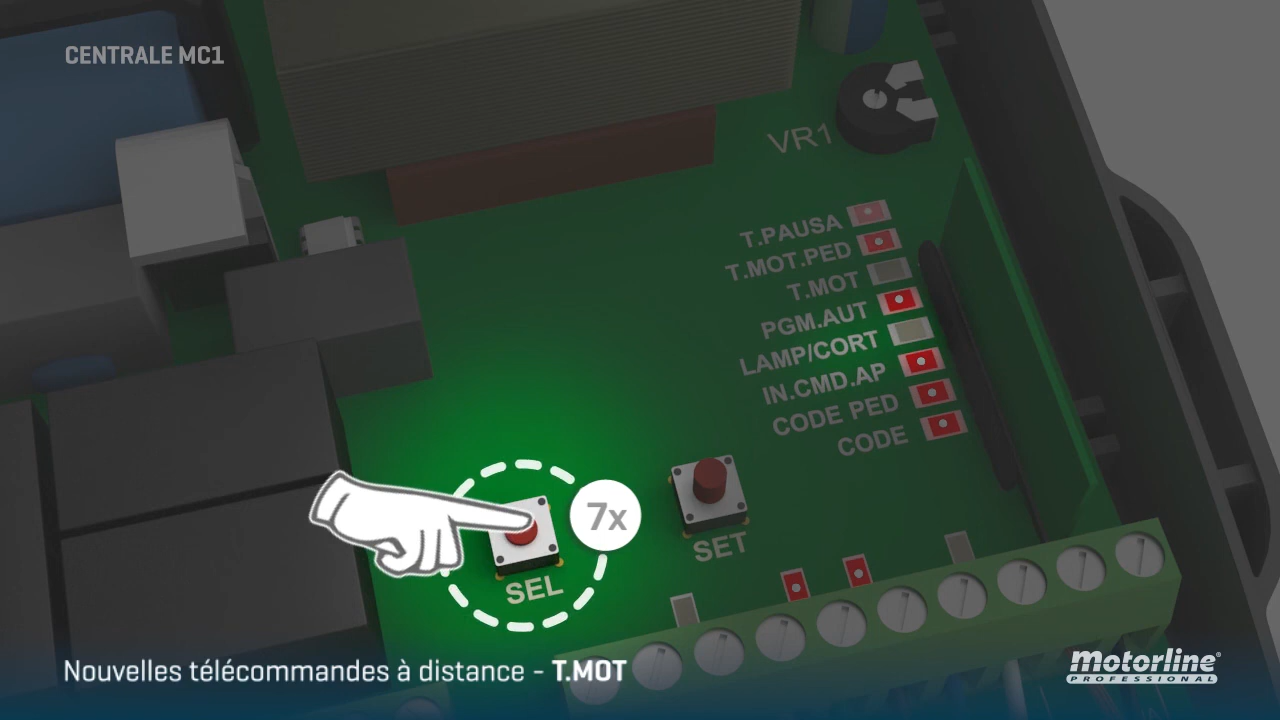 CENTRALE MC1
VR1
T.PAUSA
T.MOT.PED
T.MOT
PGM.AUT
LAMP/CORT
IN.CMD.AP
CODE PED
CODE
7x
SET
SEL
Nouvelles télécommandes à distance - T.MOT
Motorline®
PROFESSIONAL